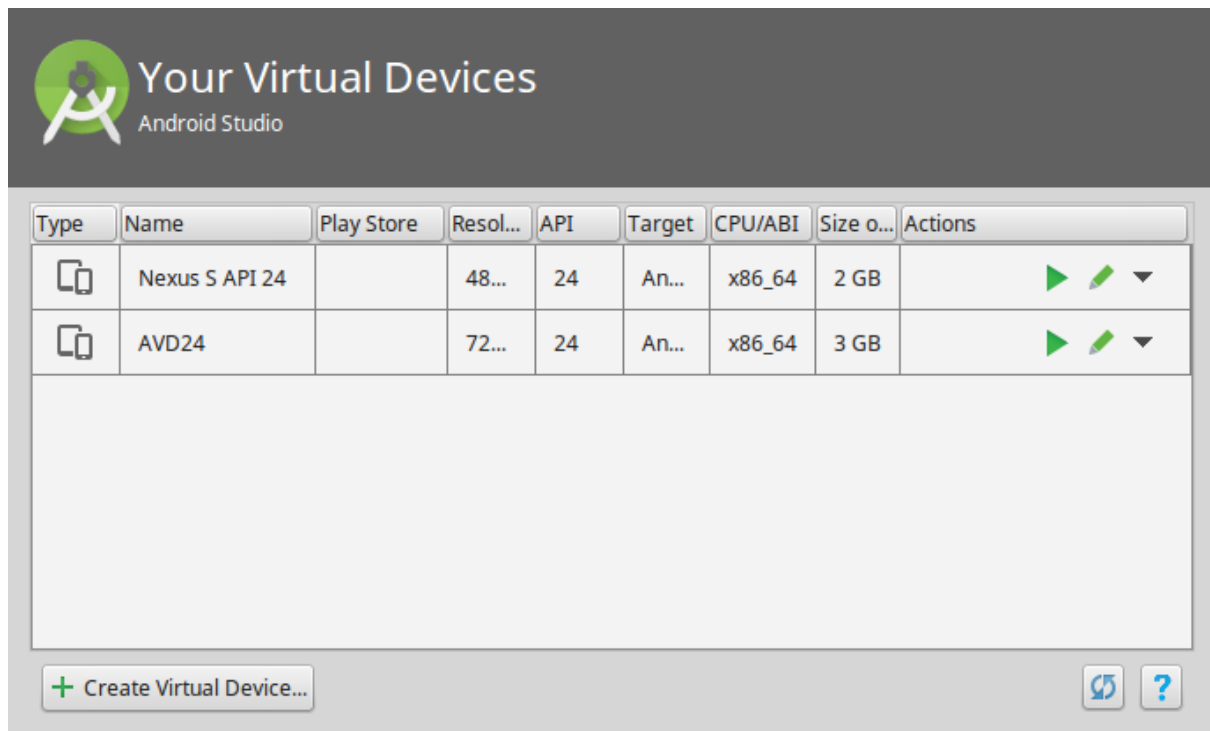 Your Virtual Devices
Android Studio
Type Name Play Store Resol... API Target CPU/ABI Size o... Actions
Nexus S API 24 48... 24 An... x86_64 2 GB
AVD24 72... 24 An... x86_64 3 GB
+ Create Virtual Device...
?